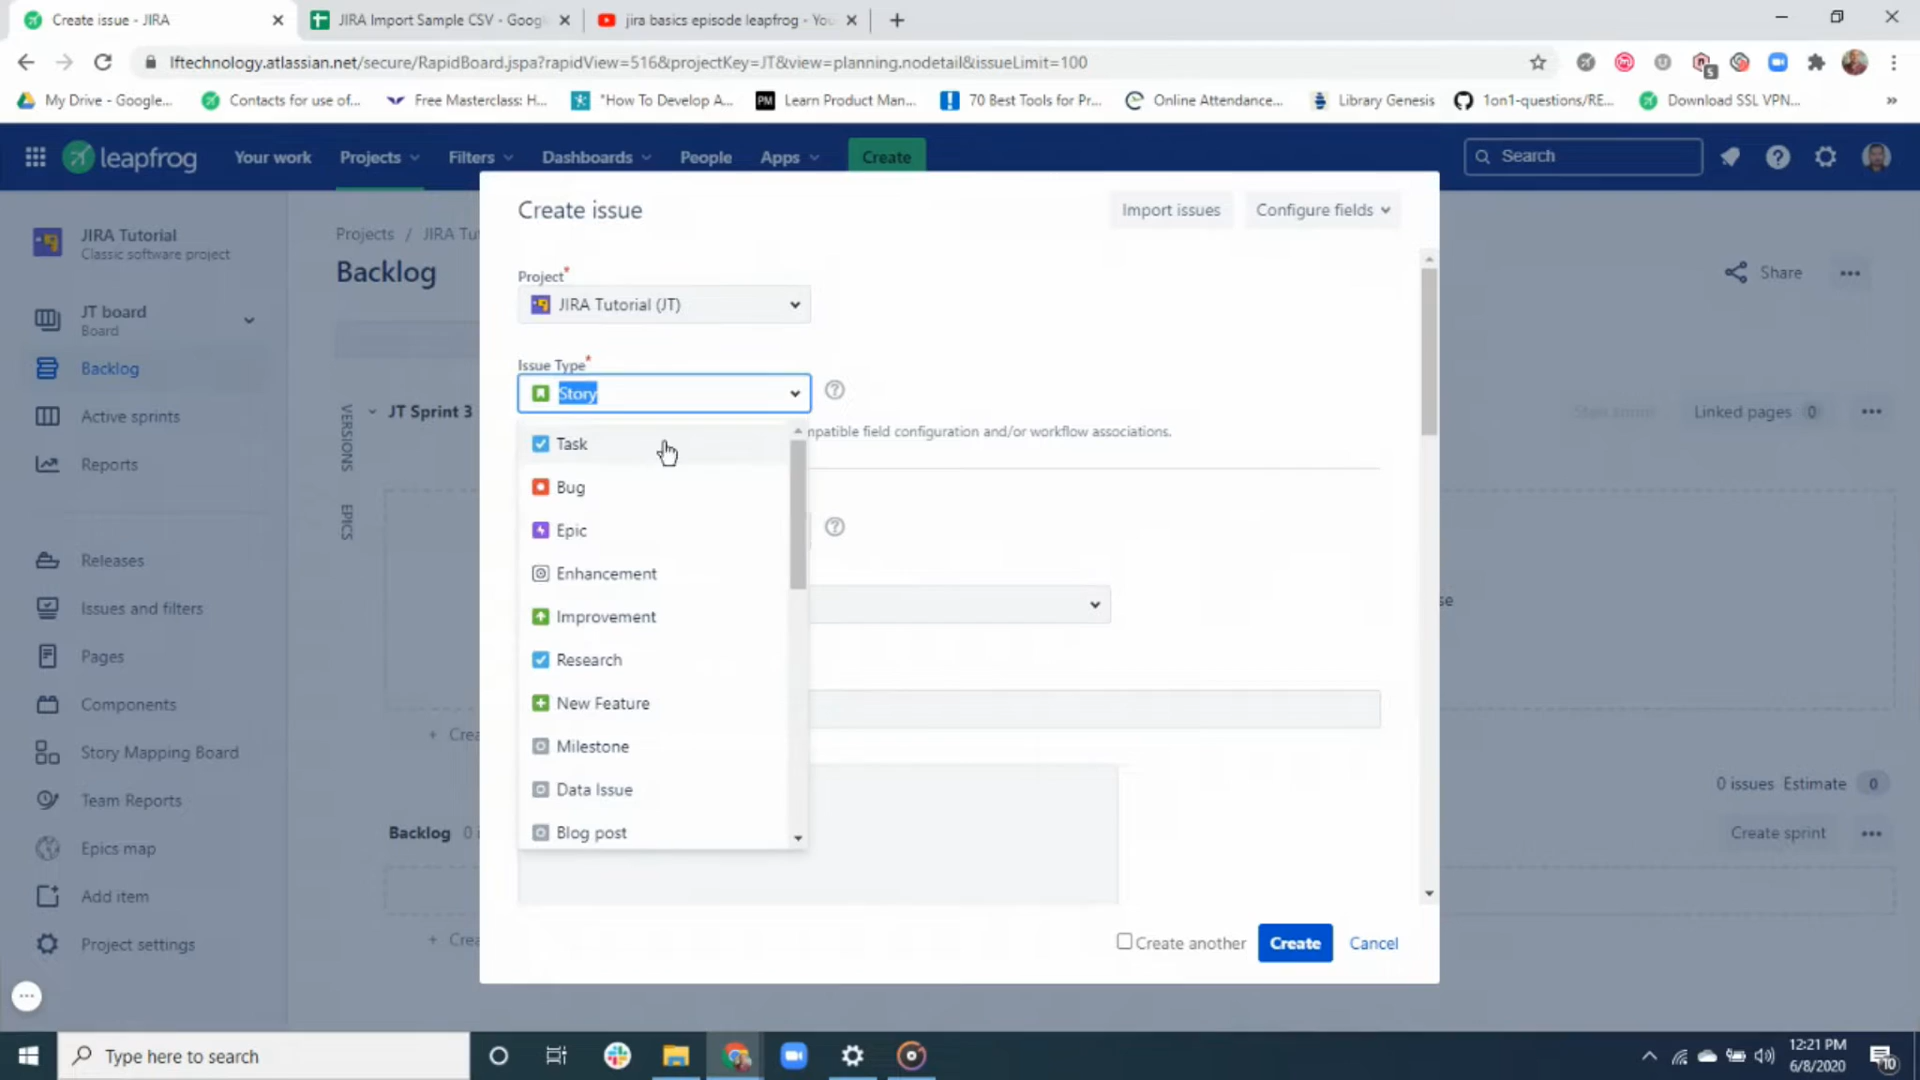 Create issue - JIRA
JIRA Import Sample CSV - Goog
jira basics episode leapfrog - You
lftechnology.atlassian.net/secure/RapidBoard.jspa?rapidView=516&projectKey=JT&view=planning.nodetail&issueLimit=100
5
My Drive - Google...
Contacts for use of...
Free Masterclass: H...
"How To Develop A...
PM Learn Product Man...
70 Best Tools for Pr...
Online Attendance...
Library Genesis
1on1-questions/RE...
Download SSL VPN...
leapfrog
Your work
Projects
Filters
Dashboards
People
Apps
Create
Search
Create issue
Import issues
Configure fields
JIRA Tutorial
Classic software project
Projects / JIRA Tu
Backlog
Share
Project*
JIRA Tutorial (JT)
JT board
Board
Backlog
Active sprints
Reports
Releases
Issues and filters
Pages
Components
Story Mapping Board
Team Reports
Epics map
Add item
Project settings
VERSIONS
EPICS
JT Sprint 3
Linked pages 0
Issue Type*
Story
mpatible field configuration and/or workflow associations.
Task
Bug
Epic
Enhancement
Improvement
Research
New Feature
Milestone
Data Issue
Blog post
se
+ Crea
0 issues Estimate 0
Backlog 0 i
Create sprint
+ Crea
Create another
Create
Cancel
Type here to search
12:21 PM
6/8/2020
10